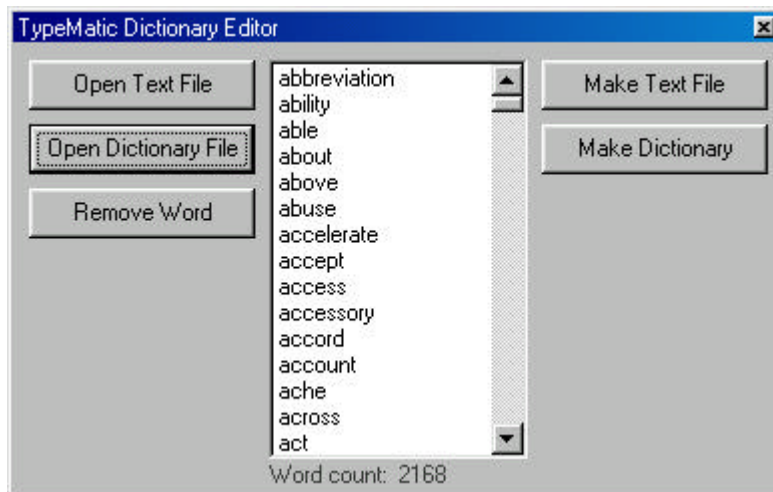 TypeMatic Dictionary Editor
Open Text File
Open Dictionary File
Remove Word
abbreviation
ability
able
about
above
abuse
accelerate
accept
access
accessory
accord
account
ache
across
act
Word count: 2168
Make Text File
Make Dictionary